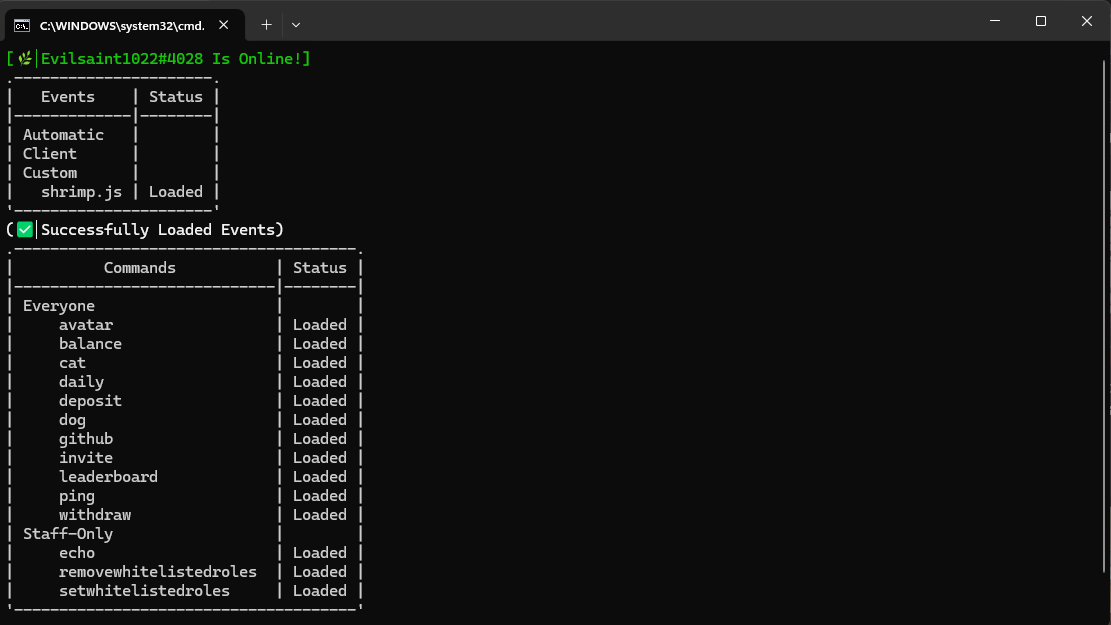 C:\WINDOWS\system32\cmd.
[🌿|Evilsaint1022#4028 Is Online!]
.----------------------.
|   Events    | Status |
|-------------|--------|
| Automatic   |        |
| Client      |        |
| Custom      |        |
|   shrimp.js | Loaded |
'----------------------'
(✅|Successfully Loaded Events)
.--------------------------------------.
|          Commands           | Status |
|-----------------------------|--------|
| Everyone                    |        |
|     avatar                  | Loaded |
|     balance                 | Loaded |
|     cat                     | Loaded |
|     daily                   | Loaded |
|     deposit                 | Loaded |
|     dog                     | Loaded |
|     github                  | Loaded |
|     invite                  | Loaded |
|     leaderboard             | Loaded |
|     ping                    | Loaded |
|     withdraw                | Loaded |
| Staff-Only                  |        |
|     echo                    | Loaded |
|     removewhitelistedroles  | Loaded |
|     setwhitelistedroles     | Loaded |
'--------------------------------------'